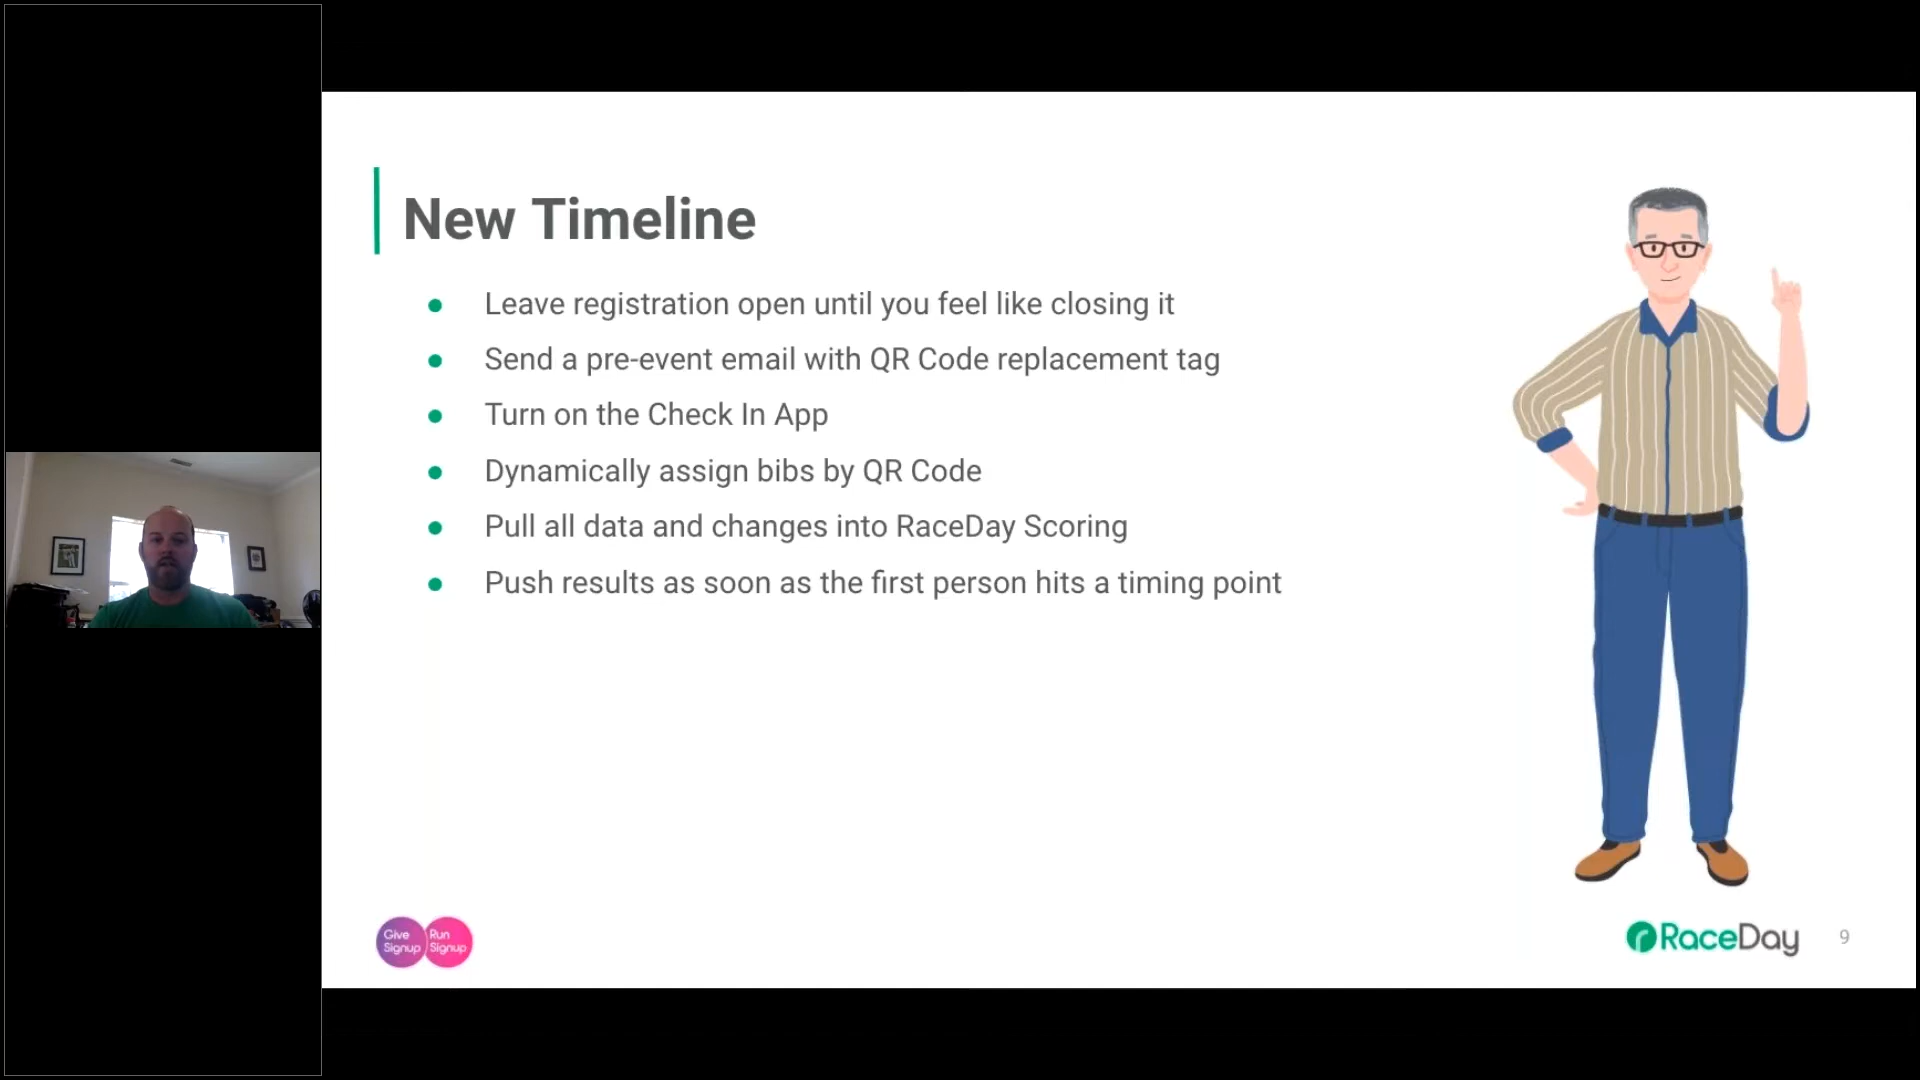 New Timeline
Leave registration open until you feel like closing it
Send a pre-event email with QR Code replacement tag
Turn on the Check In App
Dynamically assign bibs by QR Code
Pull all data and changes into RaceDay Scoring
Push results as soon as the first person hits a timing point
Give Run
Signup Signup
RaceDay
9